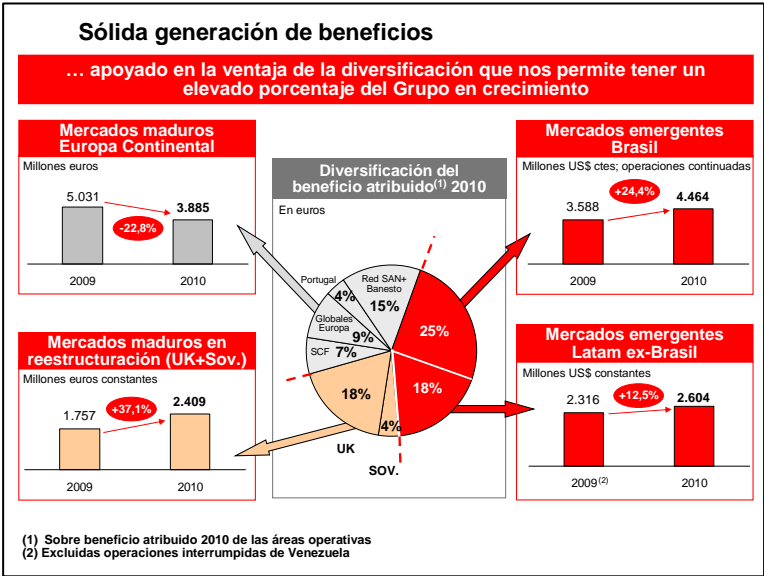 Sólida generación de beneficios
… apoyado en la ventaja de la diversificación que nos permite tener un
elevado porcentaje del Grupo en crecimiento
Mercados maduros
Europa Continental
Millones euros
5.031
3.885
-22,8%
2009
2010
Mercados maduros en
reestructuración (UK+Sov.)
Millones euros constantes
1.757
+37,1%
2.409
2009
2010
Diversificación del
beneficio atribuido(1) 2010
En euros
Portugal
4%
Red SAN+
Banesto
15%
Globales
Europa
9%
SCF
7%
25%
18%
18%
4%
UK
SOV.
Mercados emergentes
Brasil
Millones US$ ctes; operaciones continuadas
3.588
+24,4%
4.464
2009
2010
Mercados emergentes
Latam ex-Brasil
Millones US$ constantes
2.316
+12,5%
2.604
2009(2)
2010
(1) Sobre beneficio atribuido 2010 de las áreas operativas
(2) Excluidas operaciones interrumpidas de Venezuela